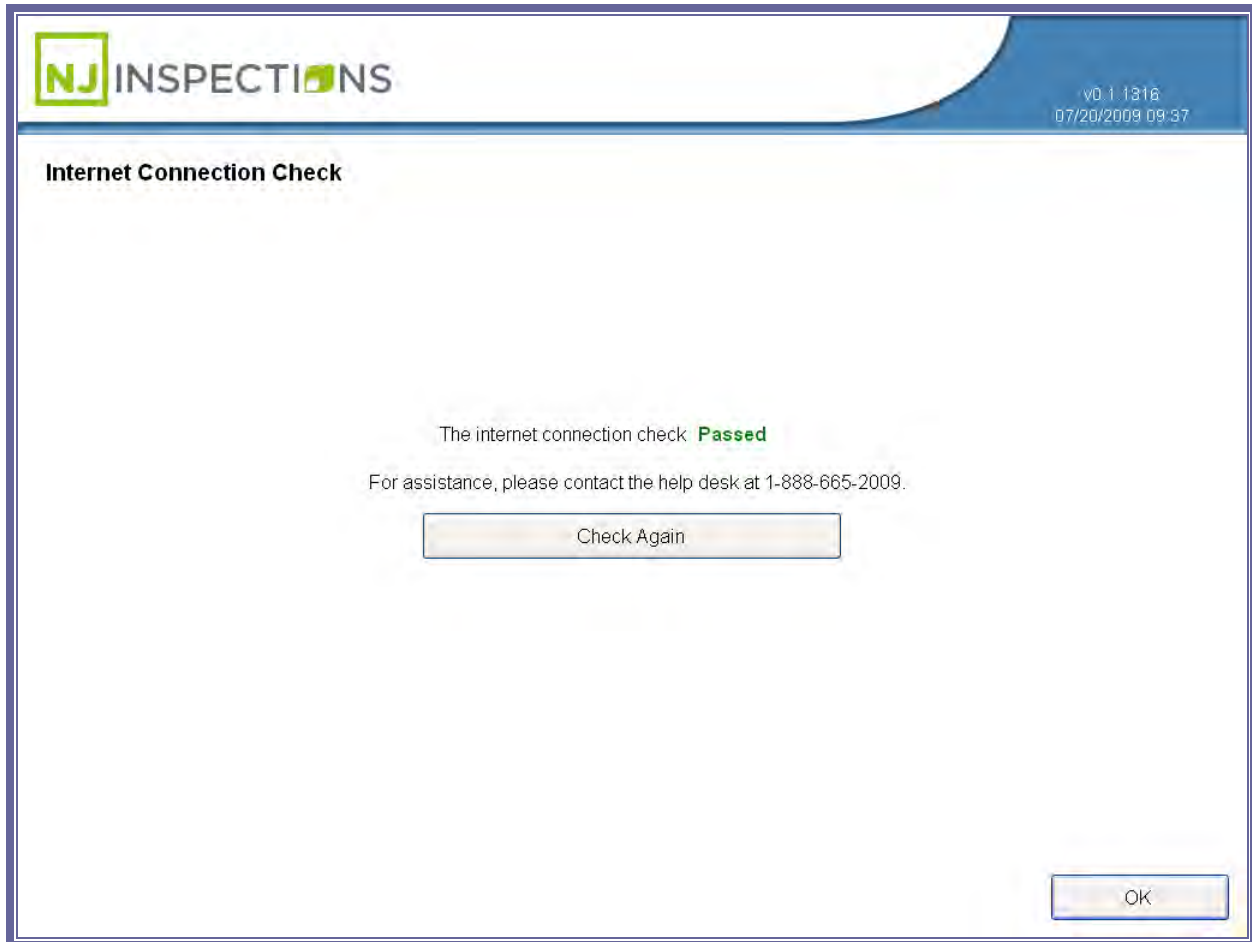 NJ INSPECTIONS
v0.1.1316
07/20/2009 09:37
Internet Connection Check
The internet connection check Passed
For assistance, please contact the help desk at 1-888-665-2009.
Check Again
OK